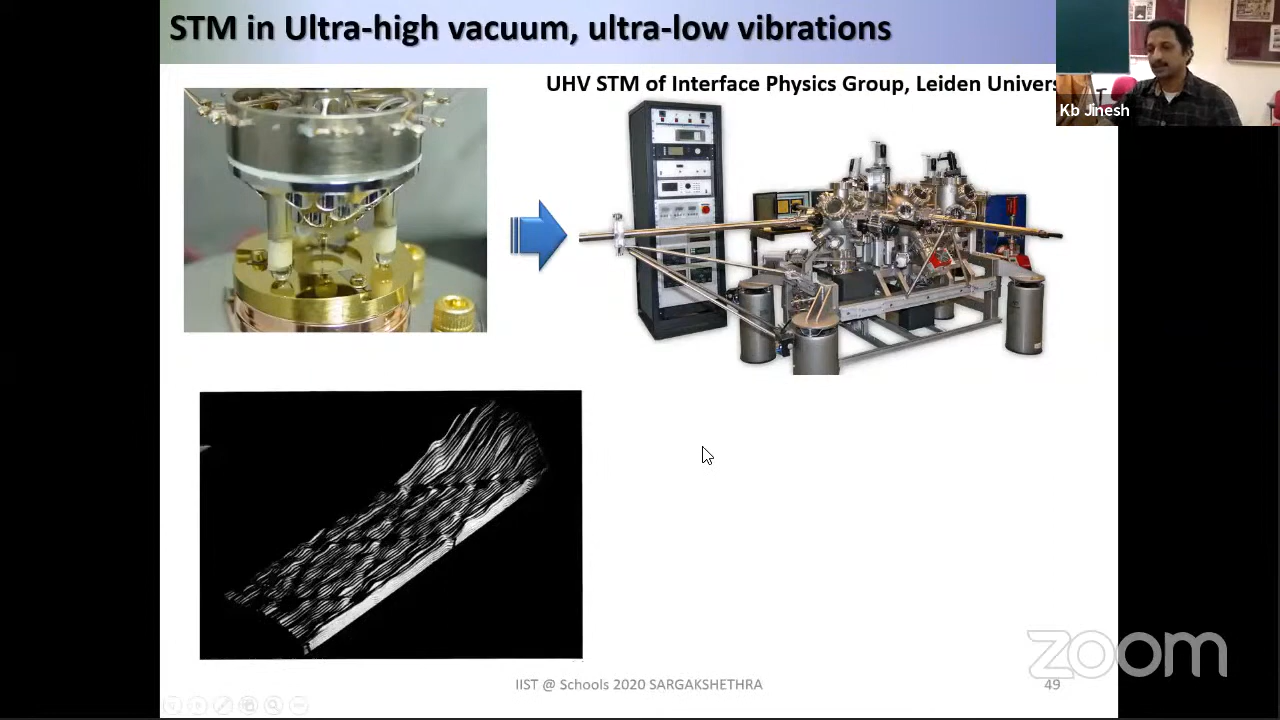 STM in Ultra-high vacuum, ultra-low vibrations
UHV STM of Interface Physics Group, Leiden Univers
Kb Jinesh
zoom
IIST @ Schools 2020 SARGAKSHETHRA
49